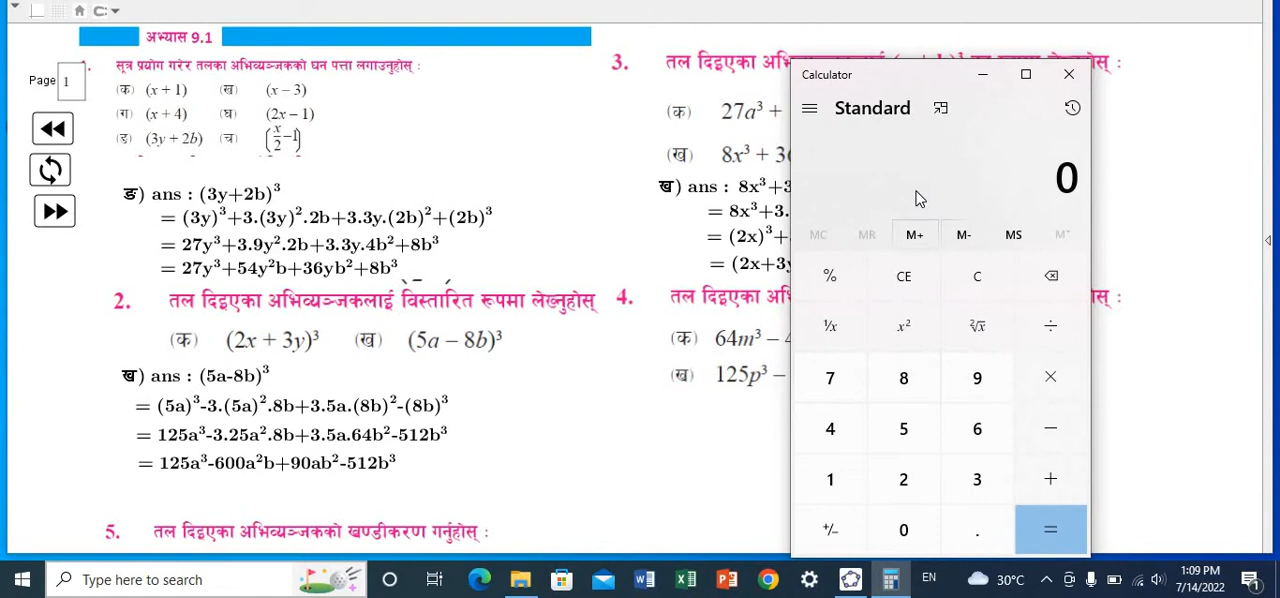 अभ्यास 9.1
Page 1
सूत्र प्रयोग गरेर तलका अभिव्यञ्जकको घन पत्ता लगाउनुहोस् :
(क) (x + 1) (ख) (x – 3)
(ग) (x + 4) (घ) (2x – 1)
(ङ) (3y + 2b) (च) (x/2 – 1)
ङ) ans : (3y+2b)³
= (3y)³+3.(3y)².2b+3.3y.(2b)²+(2b)³
= 27y³+3.9y².2b+3.3y.4b²+8b³
= 27y³+54y²b+36yb²+8b³
2. तल दिइएका अभिव्यञ्जकलाई विस्तारित रूपमा लेख्नुहोस्
(क) (2x + 3y)³ (ख) (5a – 8b)³
ख) ans : (5a-8b)³
= (5a)³-3.(5a)².8b+3.5a.(8b)²-(8b)³
= 125a³-3.25a².8b+3.5a.64b²-512b³
= 125a³-600a²b+90ab²-512b³
5. तल दिइएका अभिव्यञ्जकको खण्डीकरण गर्नुहोस् :
3. तल दिइएका
(क) 27a³ +
(ख) 8x³ +
ख) ans : 8x³+3
= 8x³+3.
= (2x)³+
= (2x+3y
4. तल दिइएका
(क) 64m³ –
(ख) 125p³ –
Calculator
Standard
0
MC MR M+ M- MS M˅
% CE C
¹/x x² ²√x ÷
7 8 9 ×
4 5 6 −
1 2 3 +
+/− 0 . =
Type here to search
EN
30°C
1:09 PM
7/14/2022
1